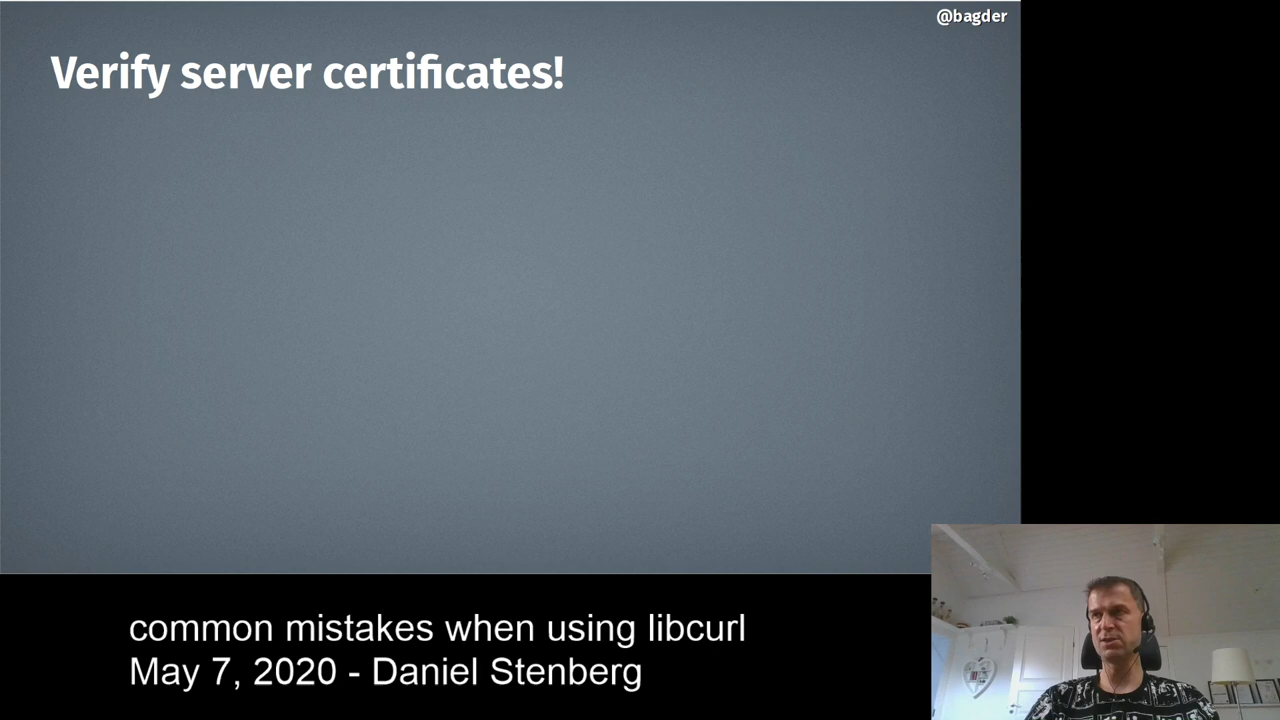 @bagder
Verify server certificates!
common mistakes when using libcurl
May 7, 2020 - Daniel Stenberg